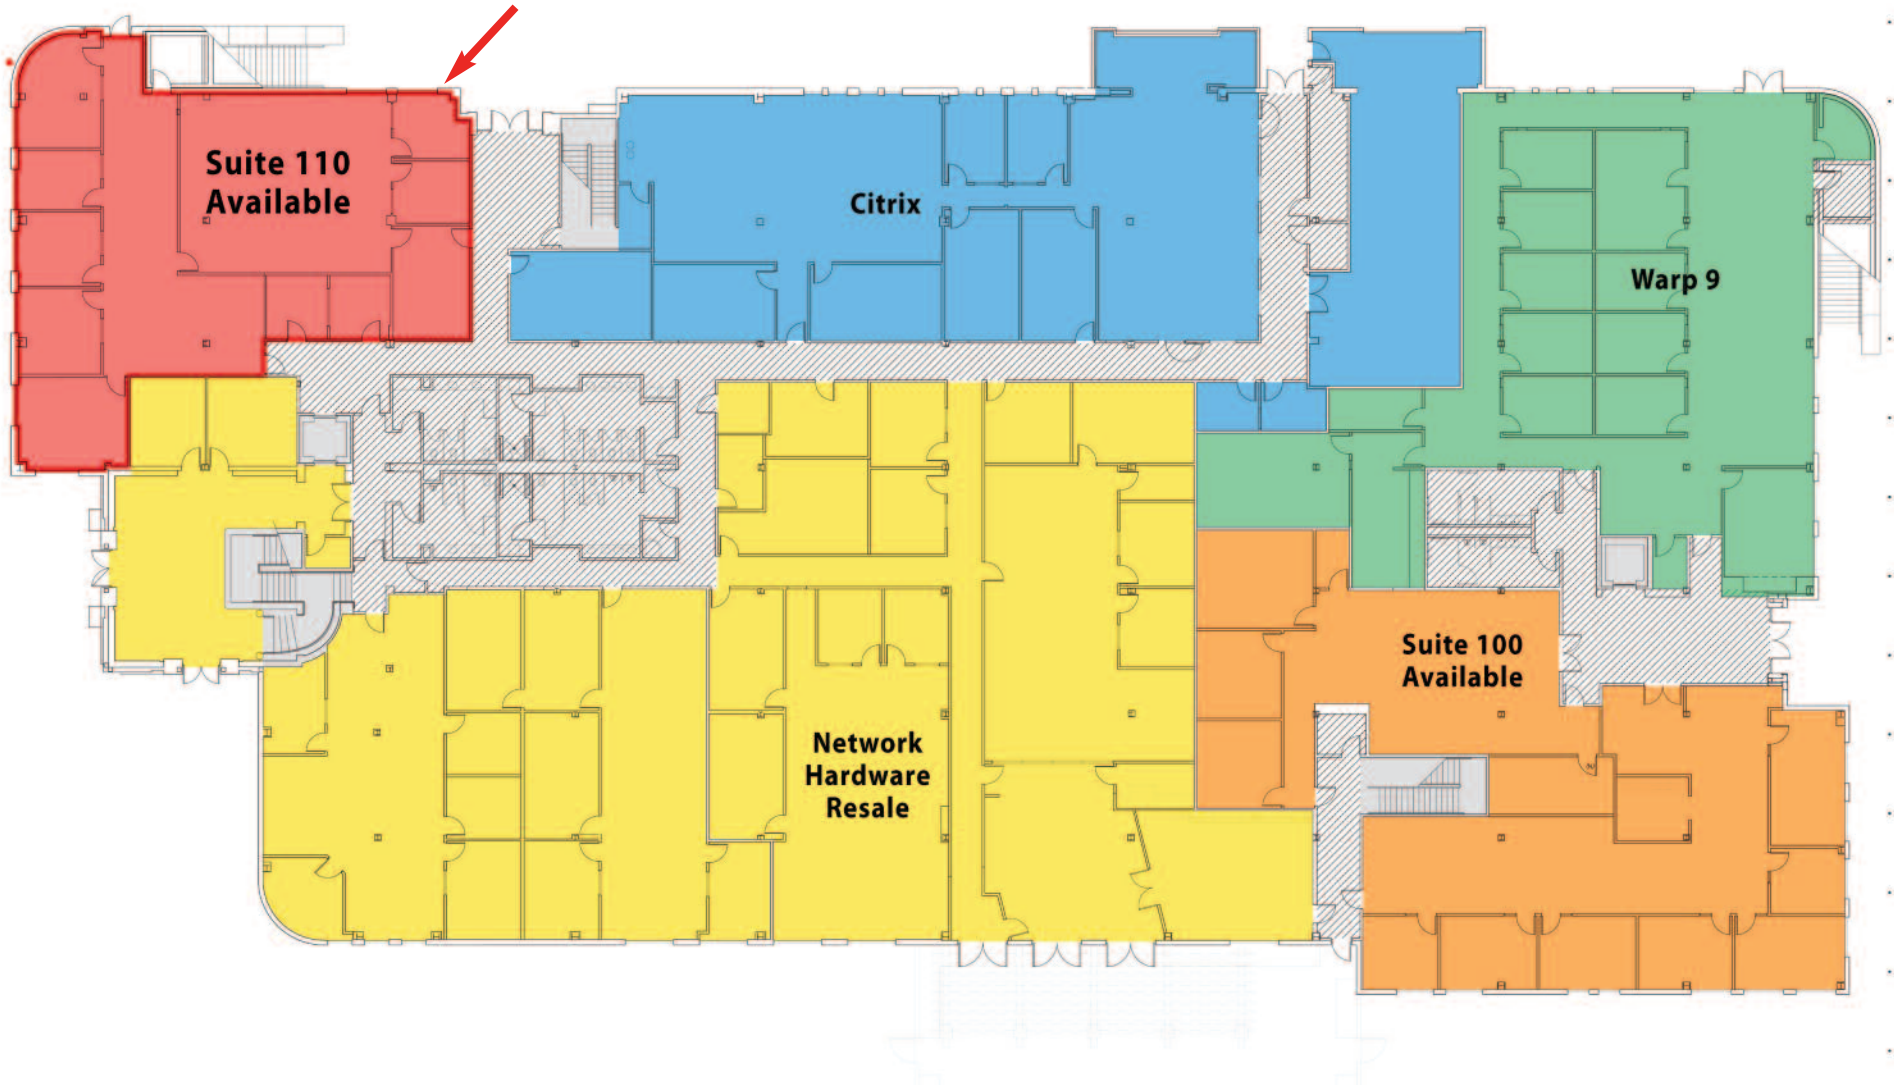 Suite 110
Available
Citrix
Warp 9
Suite 100
Available
Network
Hardware
Resale